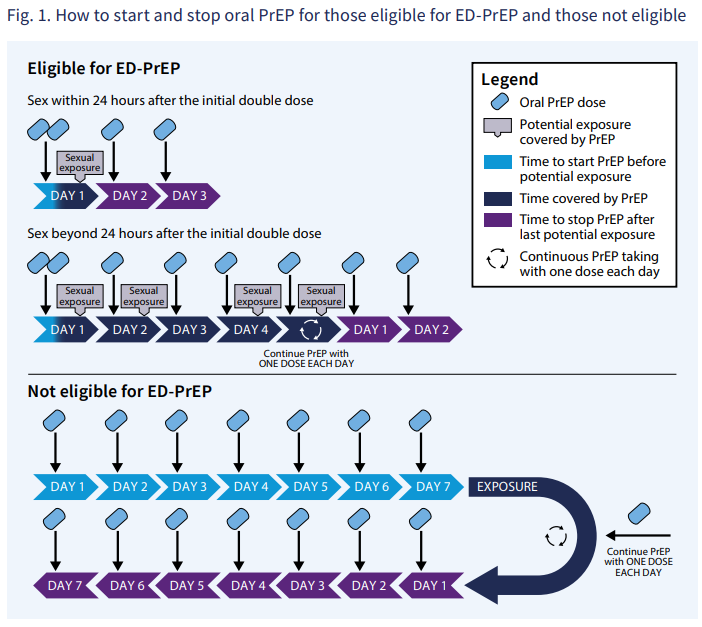 Fig. 1. How to start and stop oral PrEP for those eligible for ED-PrEP and those not eligible
Eligible for ED-PrEP
Sex within 24 hours after the initial double dose
Sexual
exposure
DAY 1
DAY 2
DAY 3
Sex beyond 24 hours after the initial double dose
Sexual
exposure
Sexual
exposure
Sexual
exposure
Sexual
exposure
DAY 1
DAY 2
DAY 3
DAY 4
DAY 1
DAY 2
Continue PrEP with
ONE DOSE EACH DAY
Legend
Oral PrEP dose
Potential exposure
covered by PrEP
Time to start PrEP before
potential exposure
Time covered by PrEP
Time to stop PrEP after
last potential exposure
Continuous PrEP taking
with one dose each day
Not eligible for ED-PrEP
DAY 1
DAY 2
DAY 3
DAY 4
DAY 5
DAY 6
DAY 7
EXPOSURE
Continue PrEP
with ONE DOSE
EACH DAY
DAY 7
DAY 6
DAY 5
DAY 4
DAY 3
DAY 2
DAY 1